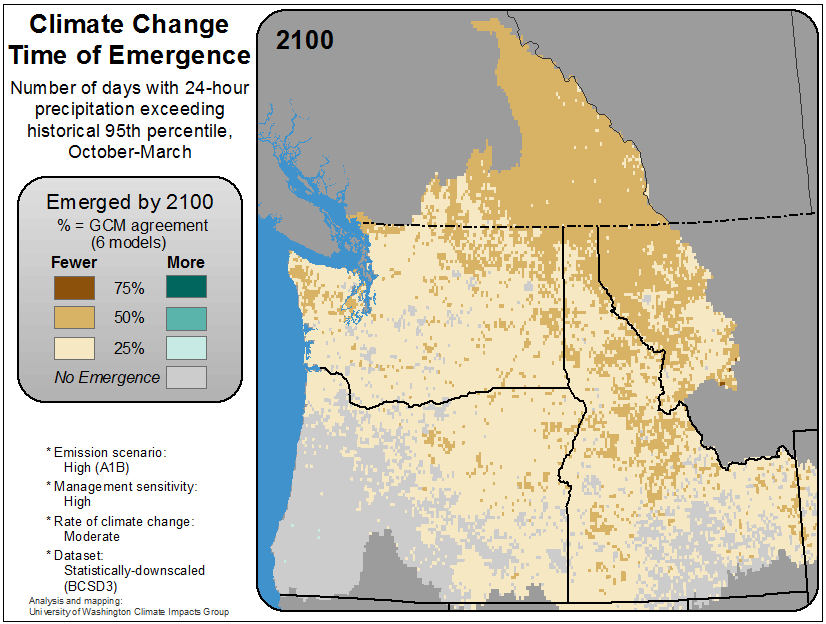 Climate Change
Time of Emergence
Number of days with 24-hour
precipitation exceeding
historical 95th percentile,
October-March
2100
Emerged by 2100
% = GCM agreement
(6 models)
Fewer More
75%
50%
25%
No Emergence
* Emission scenario:
High (A1B)
* Management sensitivity:
High
* Rate of climate change:
Moderate
* Dataset:
Statistically-downscaled
(BCSD3)
Analysis and mapping:
University of Washington Climate Impacts Group